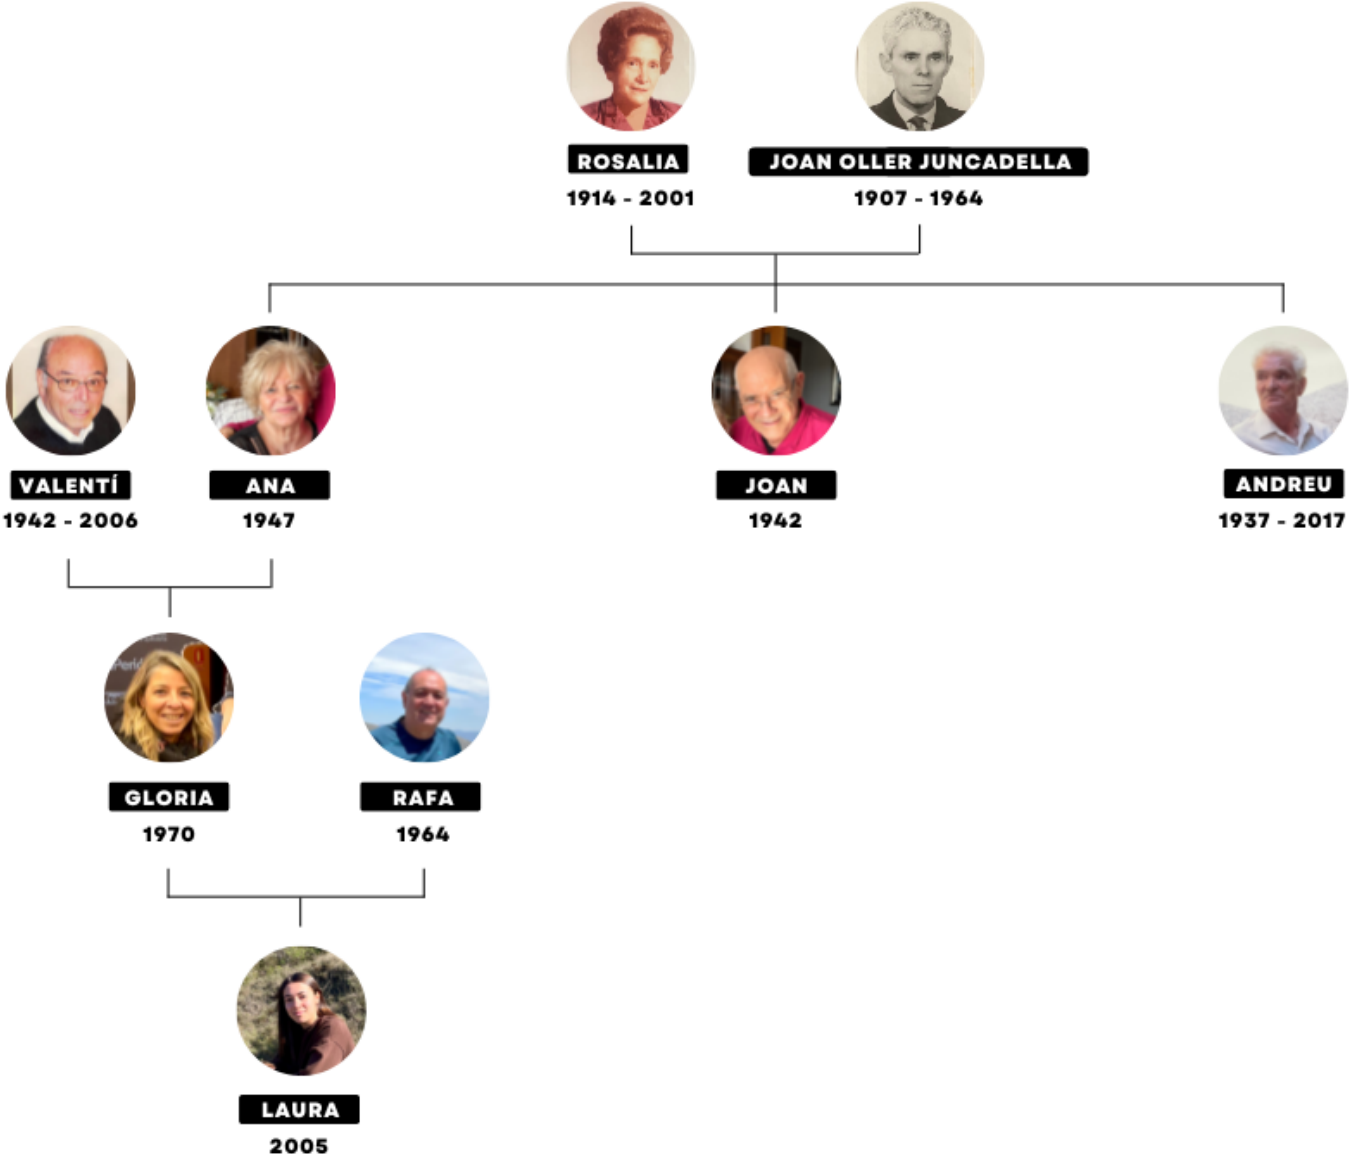 ROSALIA
JOAN OLLER JUNCADELLA
1914 - 2001
1907 - 1964
VALENTÍ
ANA
JOAN
ANDREU
1942 - 2006
1947
1942
1937 - 2017
GLORIA
RAFA
1970
1964
LAURA
2005